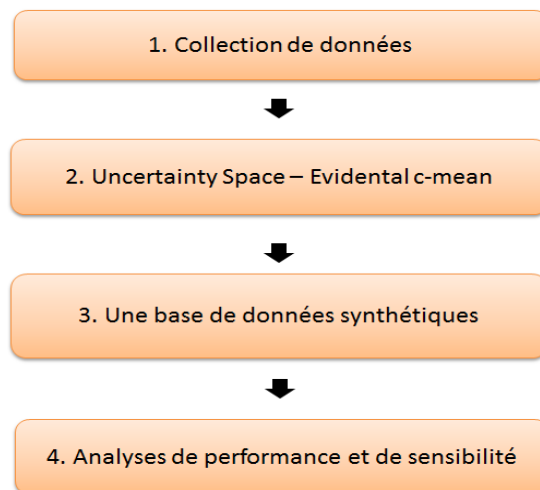 1. Collection de données
2. Uncertainty Space – Evidental c-mean
3. Une base de données synthétiques
4. Analyses de performance et de sensibilité